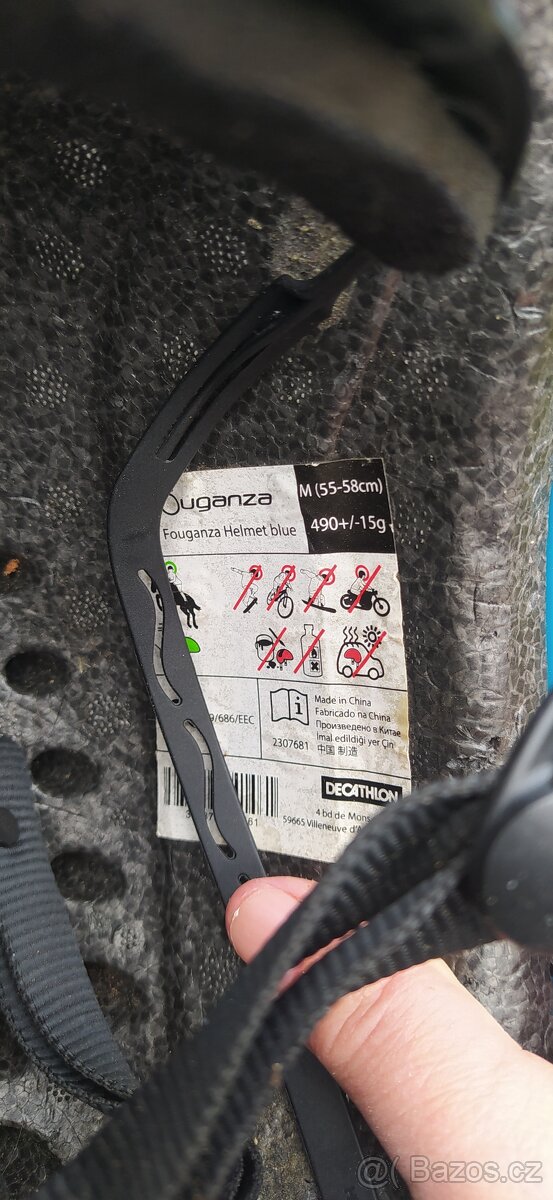 ouganza
M (55-58cm)
Fouganza Helmet blue
490+/-15g
/686/EEC
Made in China
Fabricado na China
Произведено в Китае
İmal edildiği yer Çin
中国 制造
2307681
DECATHLON
4 bd de Mons
59665 Villeneuve d'A
@( Bazos.cz